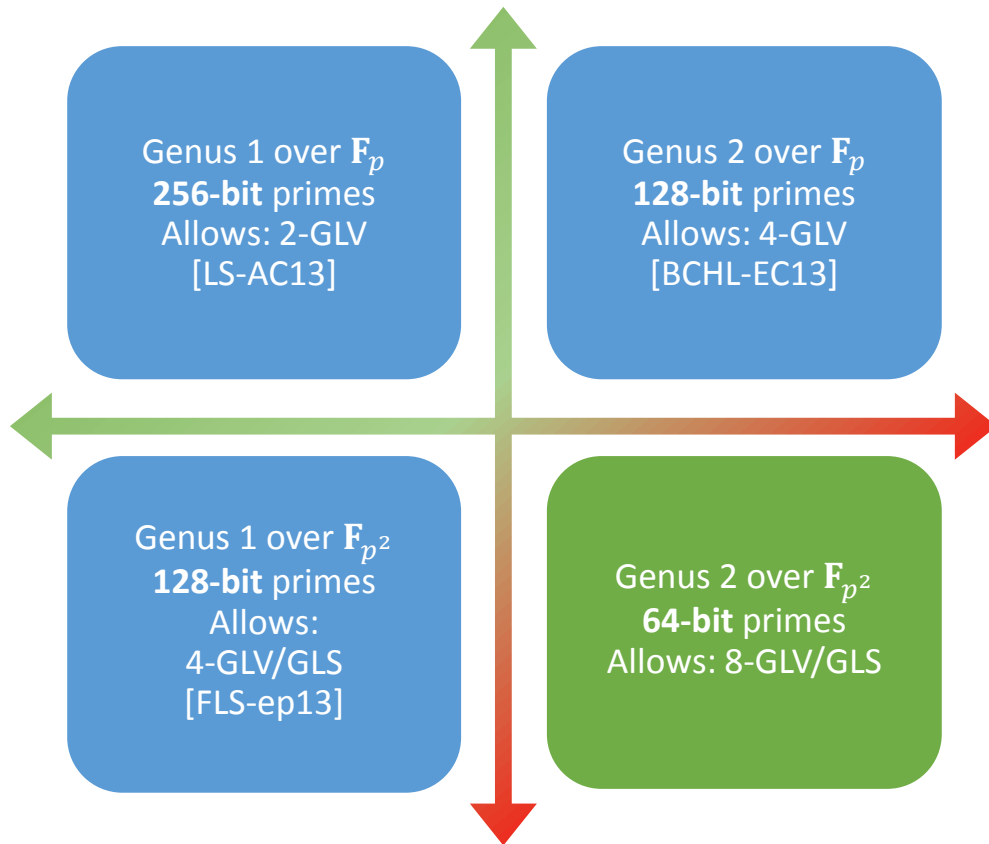 Genus 1 over 𝐅ₚ
256-bit primes
Allows: 2-GLV
[LS-AC13]
Genus 2 over 𝐅ₚ
128-bit primes
Allows: 4-GLV
[BCHL-EC13]
Genus 1 over 𝐅ₚ²
128-bit primes
Allows:
4-GLV/GLS
[FLS-ep13]
Genus 2 over 𝐅ₚ²
64-bit primes
Allows: 8-GLV/GLS